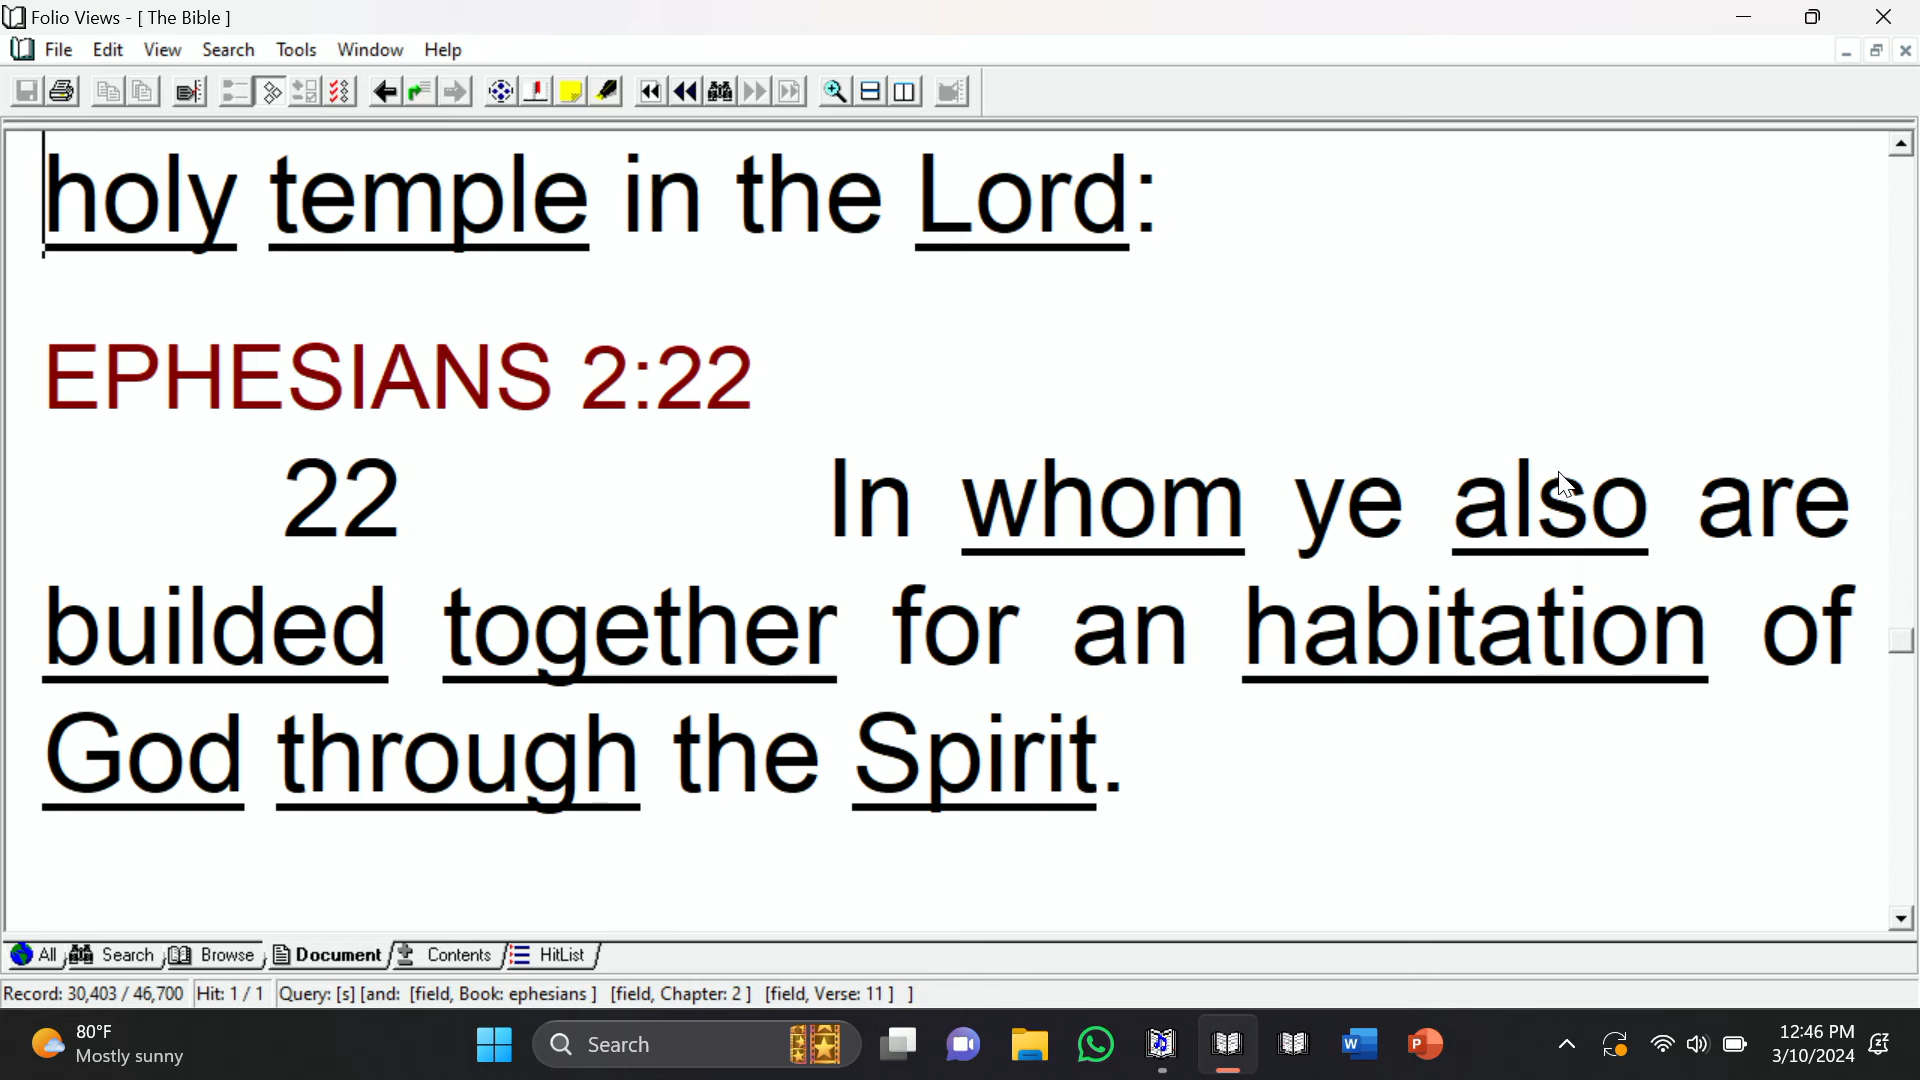 Folio Views - [ The Bible ]
File Edit View Search Tools Window Help
holy temple in the Lord:
EPHESIANS 2:22
22 In whom ye also are
builded together for an habitation of
God through the Spirit.
All Search Browse Document Contents HitList
Record: 30,403 / 46,700 Hit: 1 / 1 Query: [s] [and: [field, Book: ephesians ] [field, Chapter: 2 ] [field, Verse: 11 ] ]
80°F
Mostly sunny
Search
12:46 PM
3/10/2024